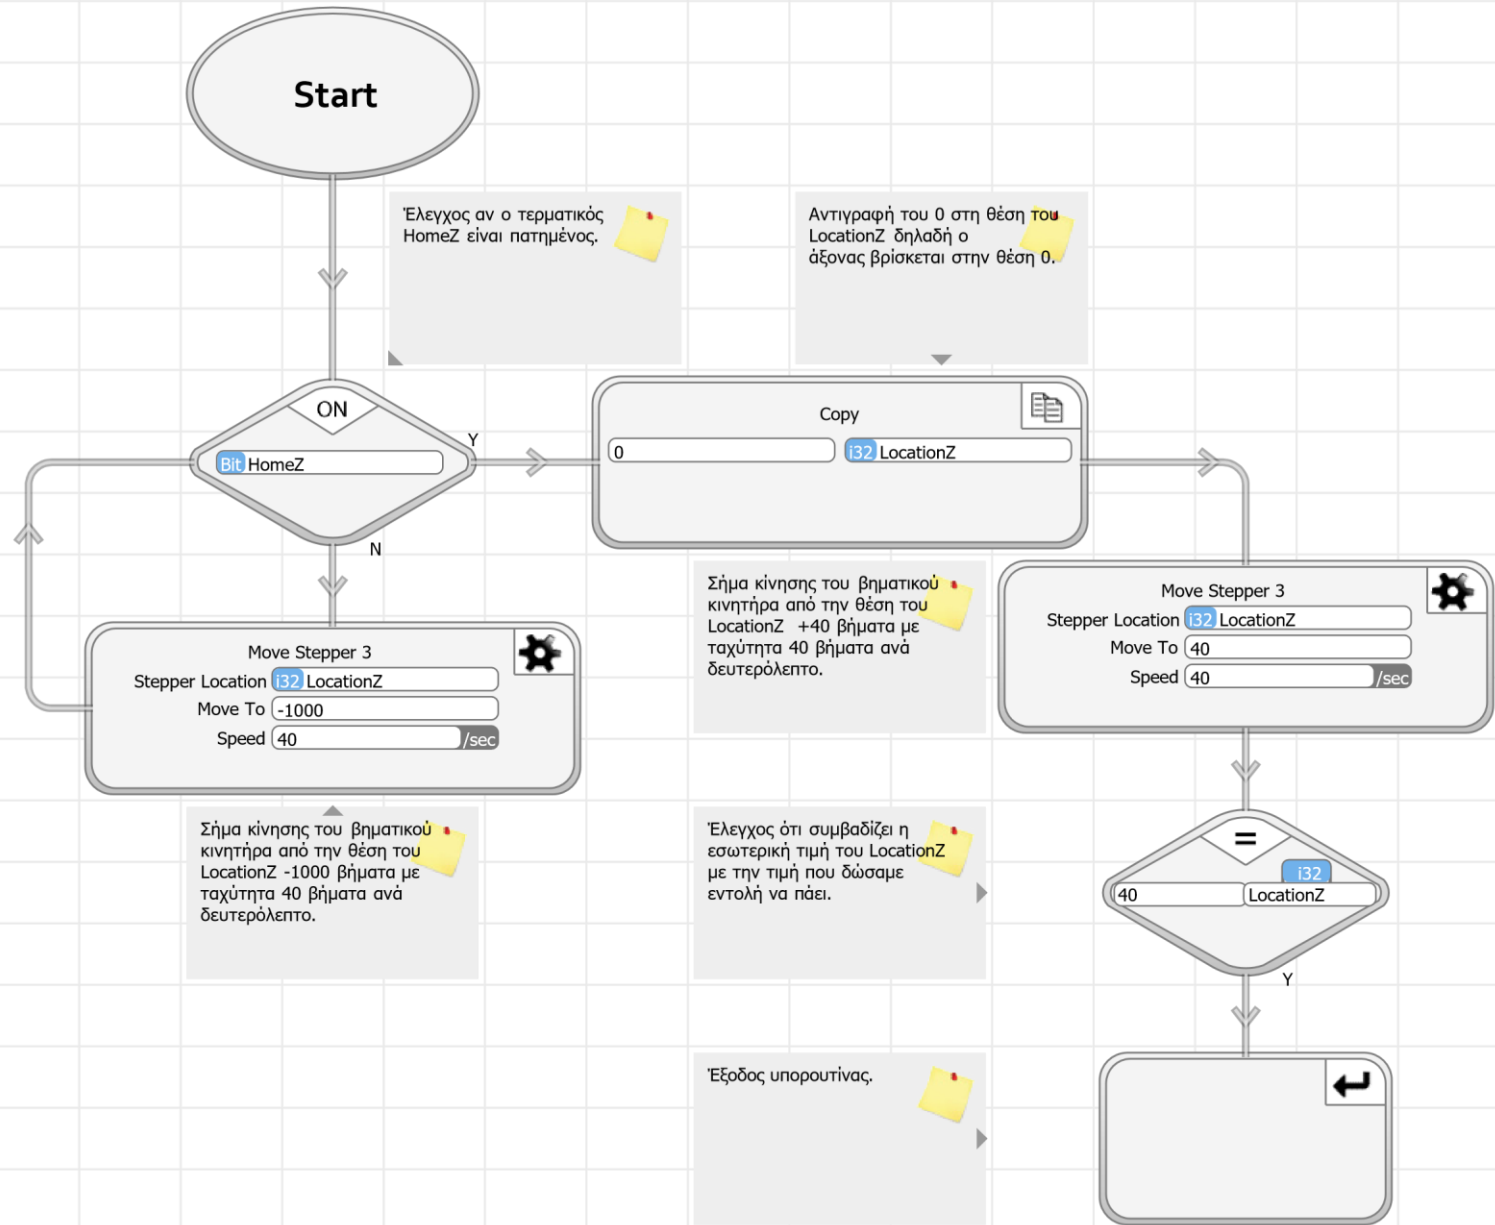 Start
Έλεγχος αν ο τερματικός
HomeZ είναι πατημένος.
Αντιγραφή του 0 στη θέση του
LocationZ δηλαδή ο
άξονας βρίσκεται στην θέση 0.
ON
Bit HomeZ
Y
N
Copy
0
i32 LocationZ
Move Stepper 3
Stepper Location i32 LocationZ
Move To -1000
Speed 40 /sec
Σήμα κίνησης του βηματικού
κινητήρα από την θέση του
LocationZ +40 βήματα με
ταχύτητα 40 βήματα ανά
δευτερόλεπτο.
Move Stepper 3
Stepper Location i32 LocationZ
Move To 40
Speed 40 /sec
Σήμα κίνησης του βηματικού
κινητήρα από την θέση του
LocationZ -1000 βήματα με
ταχύτητα 40 βήματα ανά
δευτερόλεπτο.
Έλεγχος ότι συμβαδίζει η
εσωτερική τιμή του LocationZ
με την τιμή που δώσαμε
εντολή να πάει.
=
i32
40 LocationZ
Y
Έξοδος υπορουτίνας.